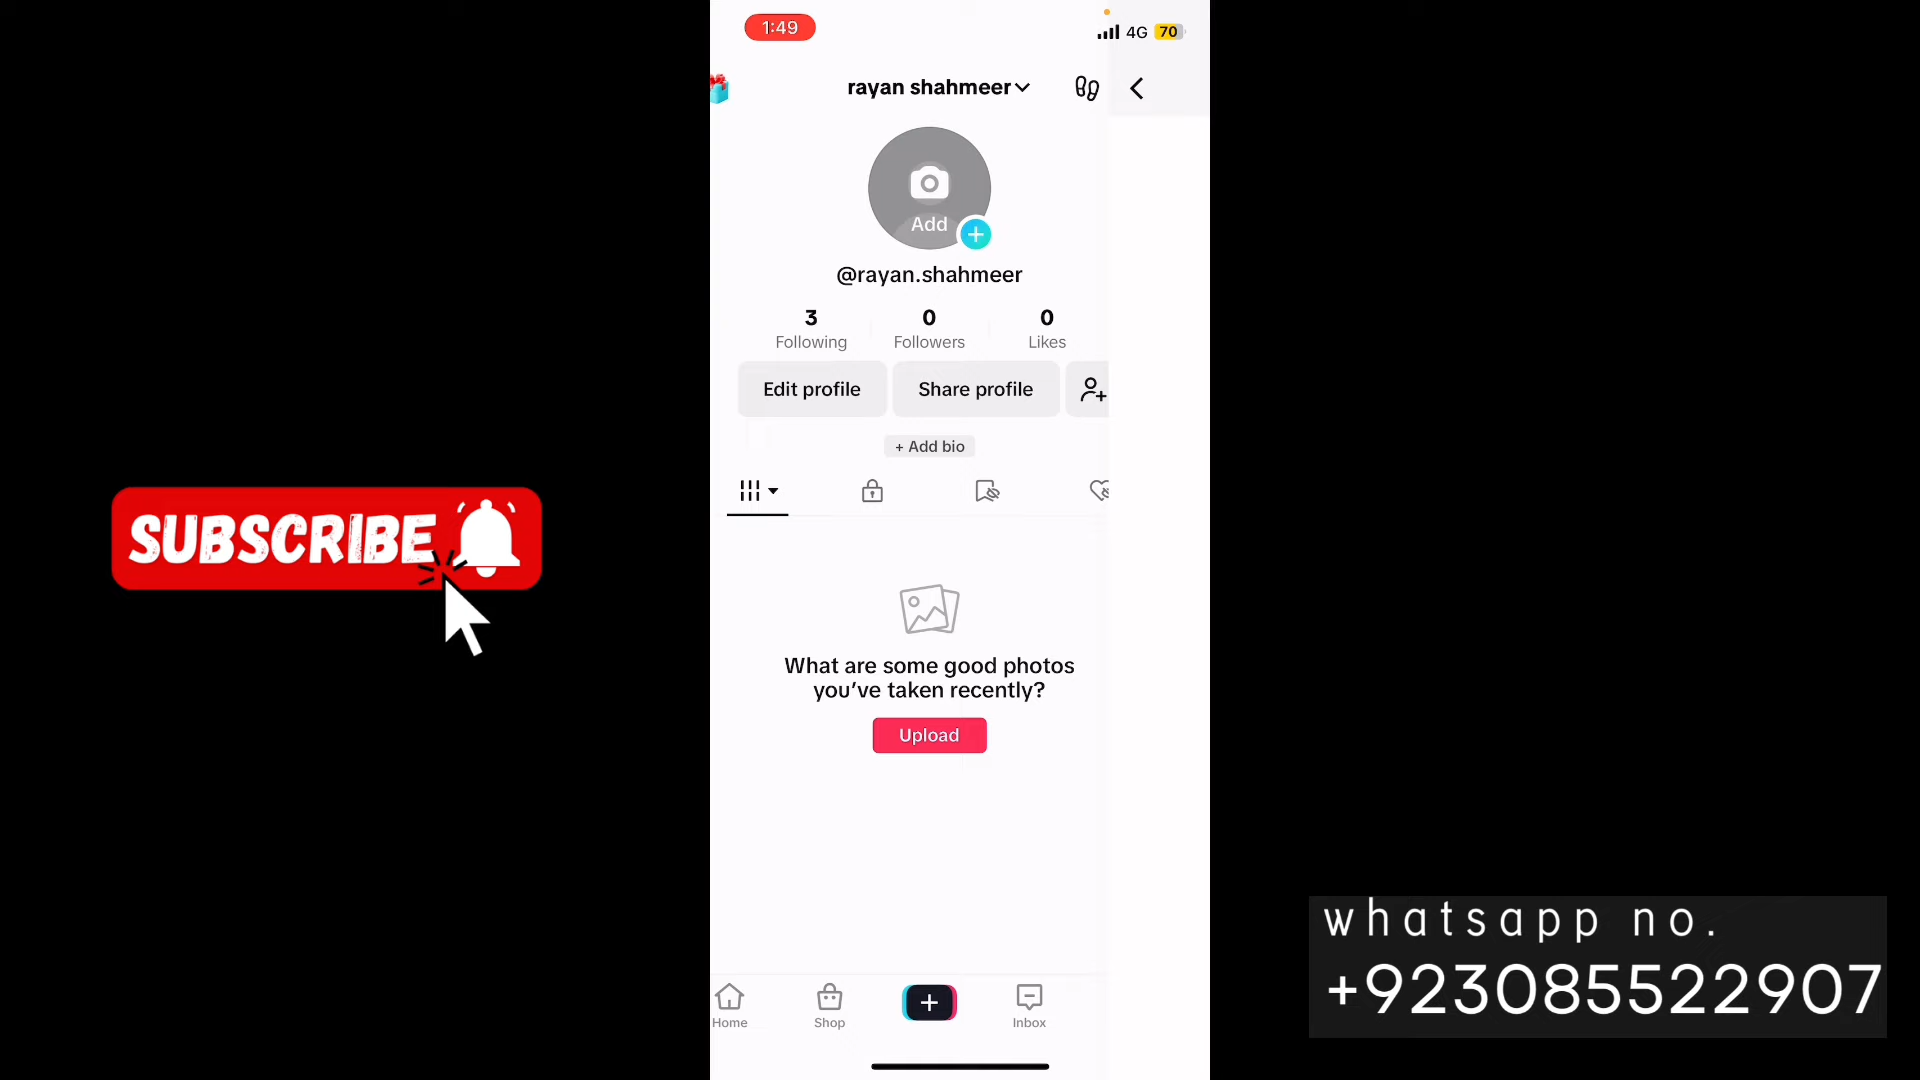 1:49
4G 70
rayan shahmeer
Add
@rayan.shahmeer
3 0 0
Following Followers Likes
Edit profile Share profile
+ Add bio
SUBSCRIBE
What are some good photos
you've taken recently?
Upload
whatsapp no.
+923085522907
Home Shop Inbox